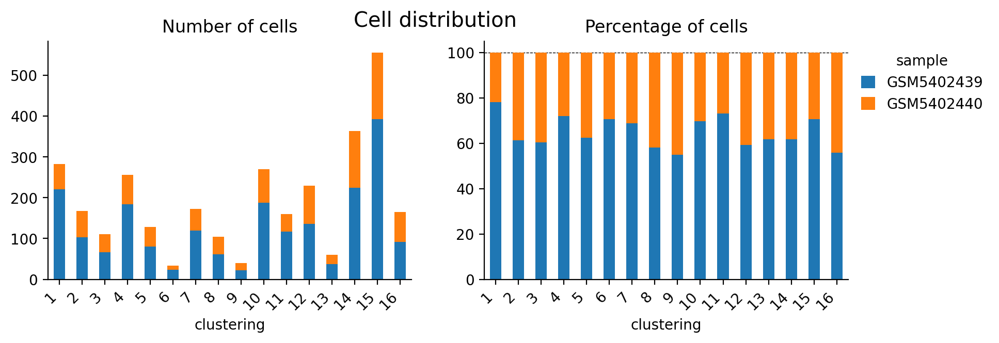 Cell distribution
Number of cells
500
400
300
200
100
0
1 2 3 4 5 6 7 8 9 10 11 12 13 14 15 16
clustering
Percentage of cells
100
80
60
40
20
0
1 2 3 4 5 6 7 8 9 10 11 12 13 14 15 16
clustering
sample
GSM5402439
GSM5402440